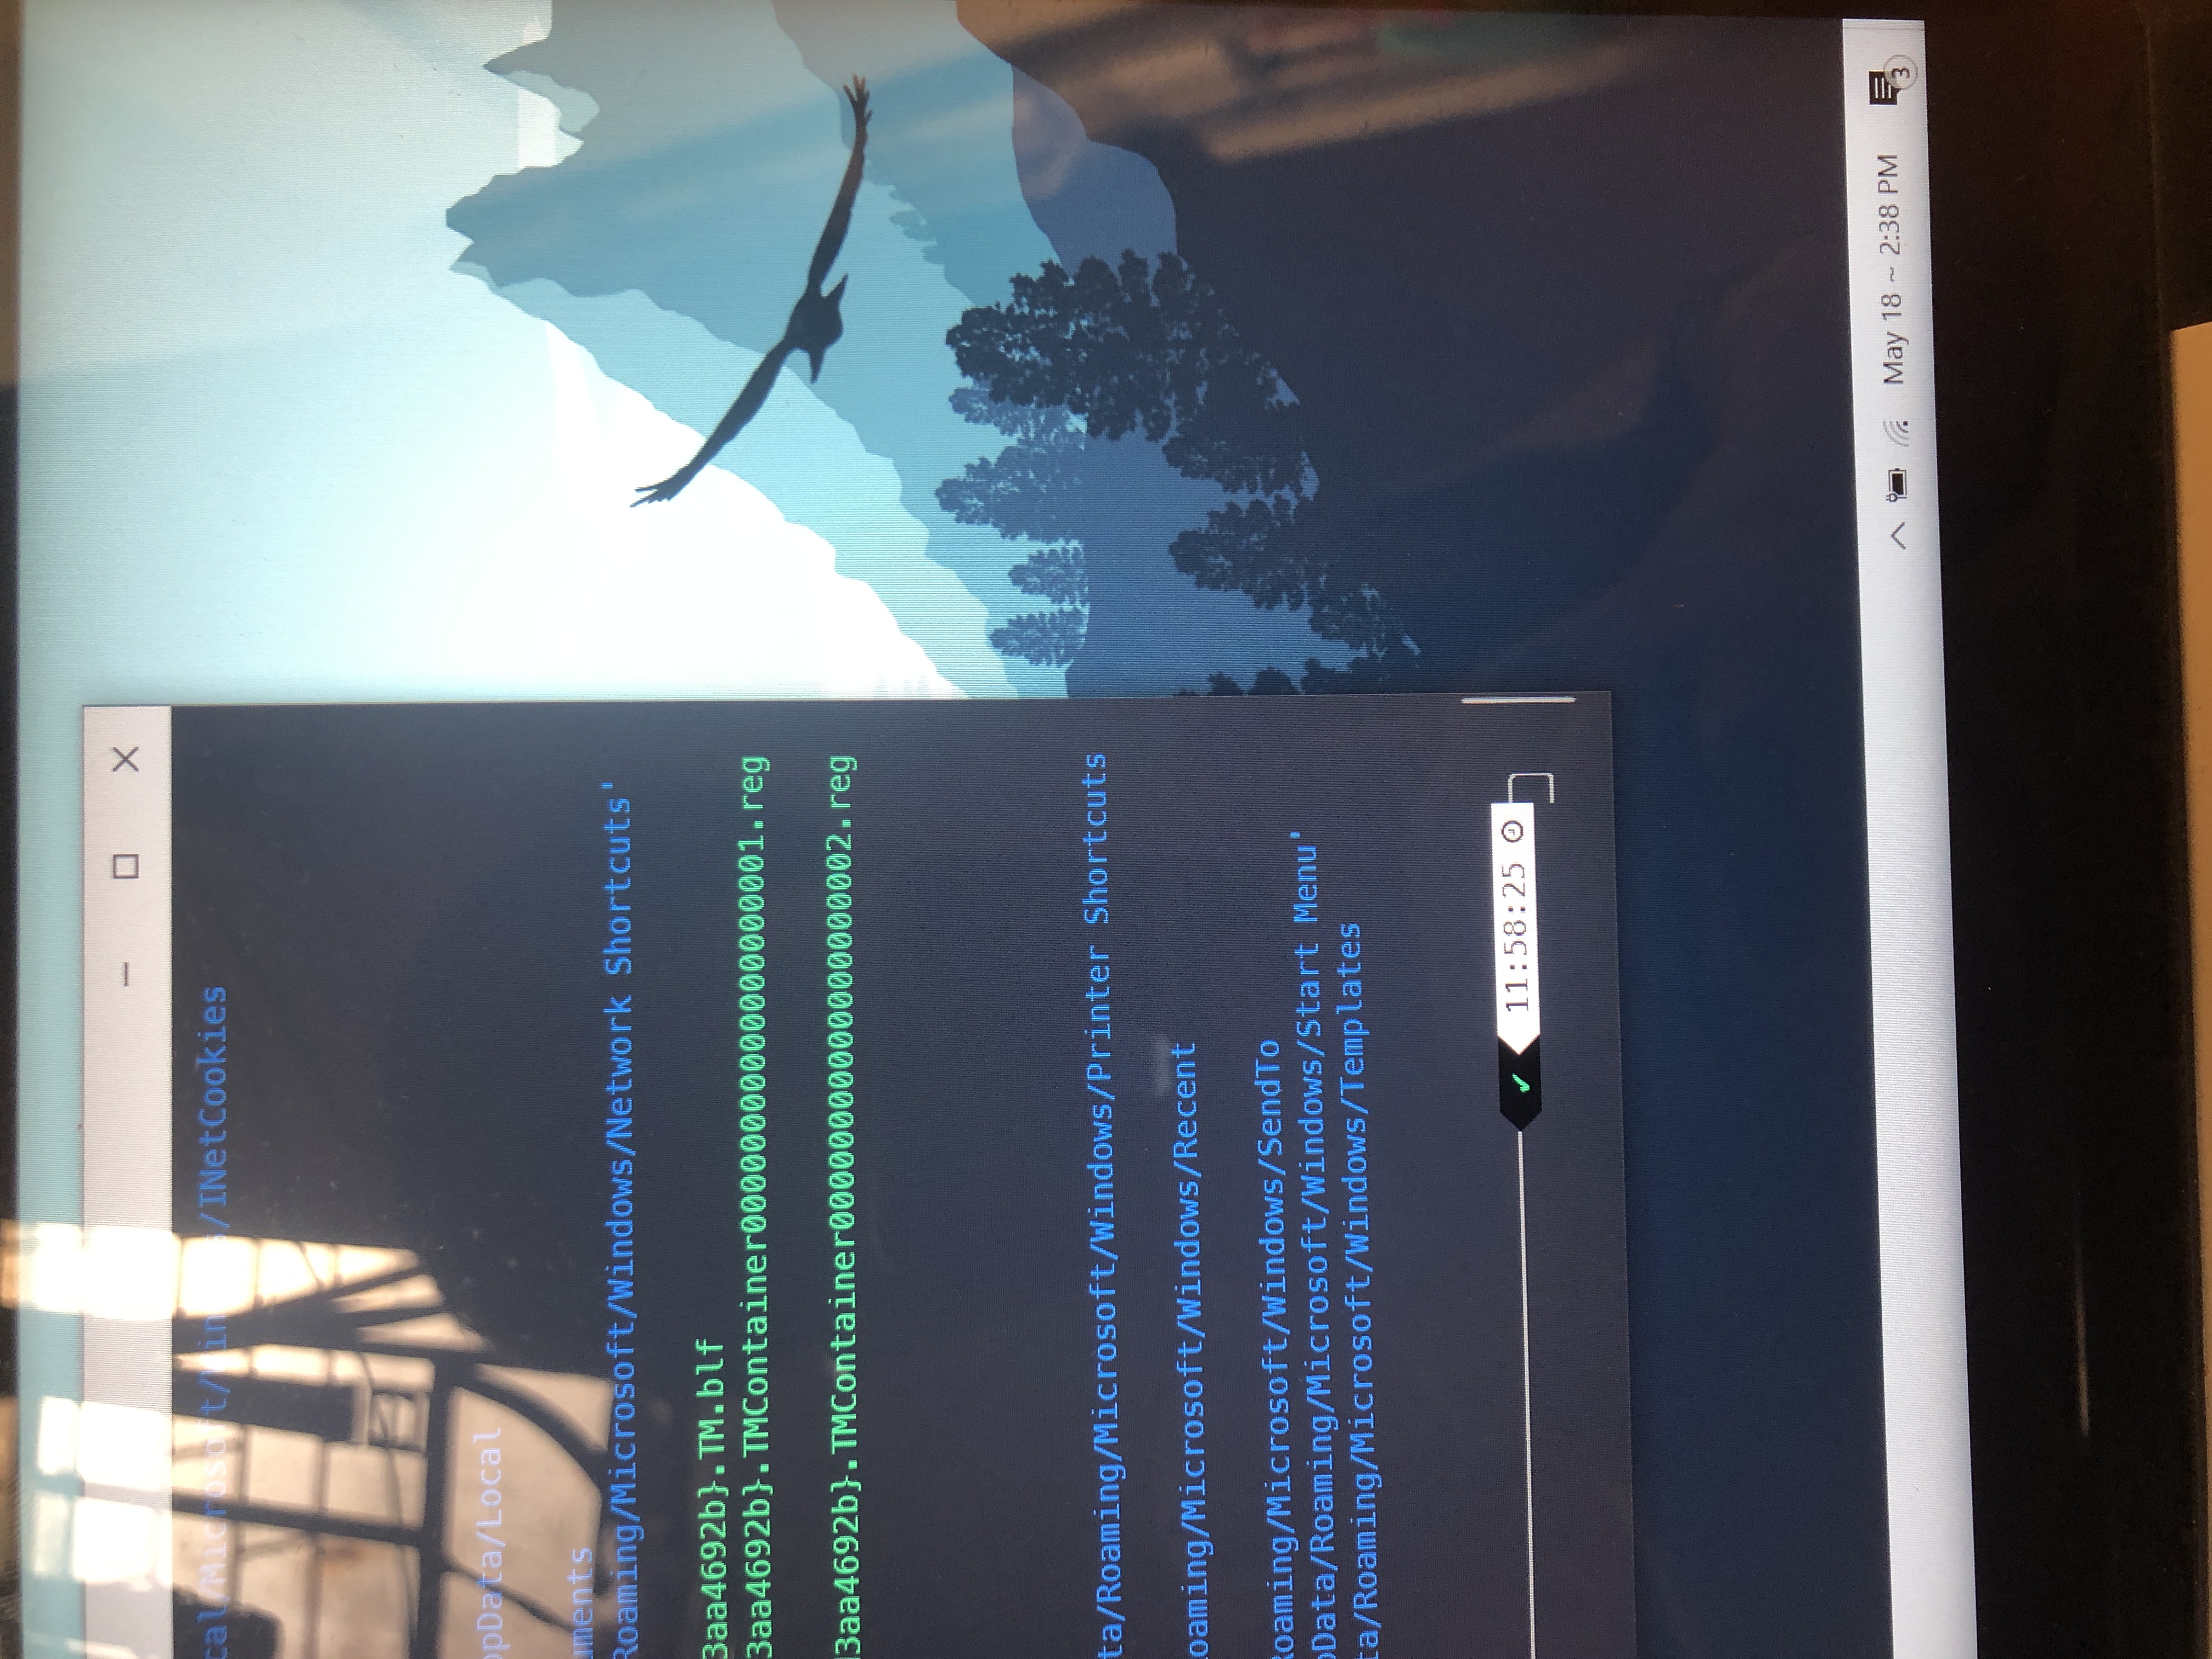 cal/Microsoft/Windows/INetCookies
ppData/Local
uments
Roaming/Microsoft/Windows/Network Shortcuts'
3aa4692b}.TM.blf
3aa4692b}.TMContainer00000000000000000001.reg
3aa4692b}.TMContainer00000000000000000002.reg
ta/Roaming/Microsoft/Windows/Printer Shortcuts
oaming/Microsoft/Windows/Recent
Roaming/Microsoft/Windows/SendTo
pData/Roaming/Microsoft/Windows/Start Menu'
ta/Roaming/Microsoft/Windows/Templates
✔ 11:58:25
May 18 ~ 2:38 PM
3